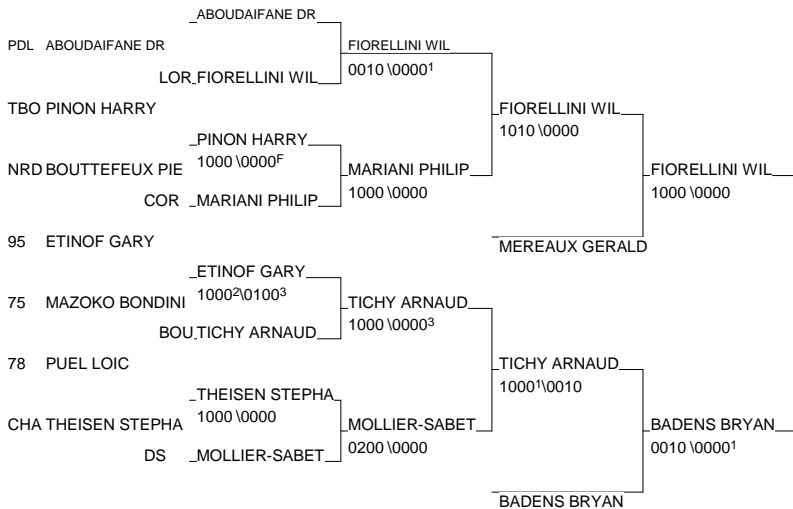 ABOUDAIFANE DR
PDL ABOUDAIFANE DR FIORELLINI WIL
0010 \0000¹
LOR FIORELLINI WIL
TBO PINON HARRY FIORELLINI WIL
1010 \0000
PINON HARRY
1000 \0000F
NRD BOUTTEFEUX PIE MARIANI PHILIP FIORELLINI WIL
1000 \0000 1000 \0000
COR MARIANI PHILIP
95 ETINOF GARY MEREAUX GERALD
ETINOF GARY
1000²\0100³
75 MAZOKO BONDINI TICHY ARNAUD
1000 \0000³
BOU TICHY ARNAUD
78 PUEL LOIC TICHY ARNAUD
1000¹\0010
THEISEN STEPHA
1000 \0000
CHA THEISEN STEPHA MOLLIER-SABET BADENS BRYAN
0200 \0000 0010 \0000¹
DS MOLLIER-SABET
BADENS BRYAN